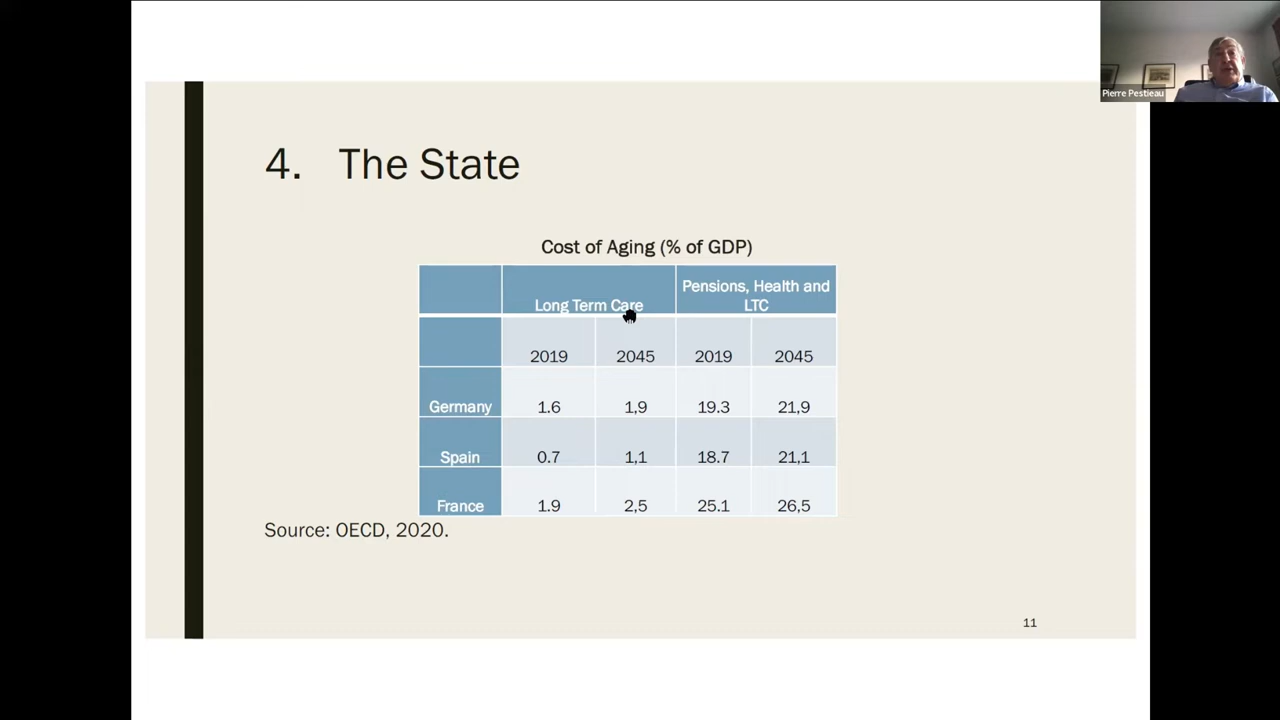 Pierre Pestieau
4. The State
Cost of Aging (% of GDP)
Long Term Care
Pensions, Health and
LTC
2019 2045 2019 2045
Germany 1.6 1,9 19.3 21,9
Spain 0.7 1,1 18.7 21,1
France 1.9 2,5 25.1 26,5
Source: OECD, 2020.
11